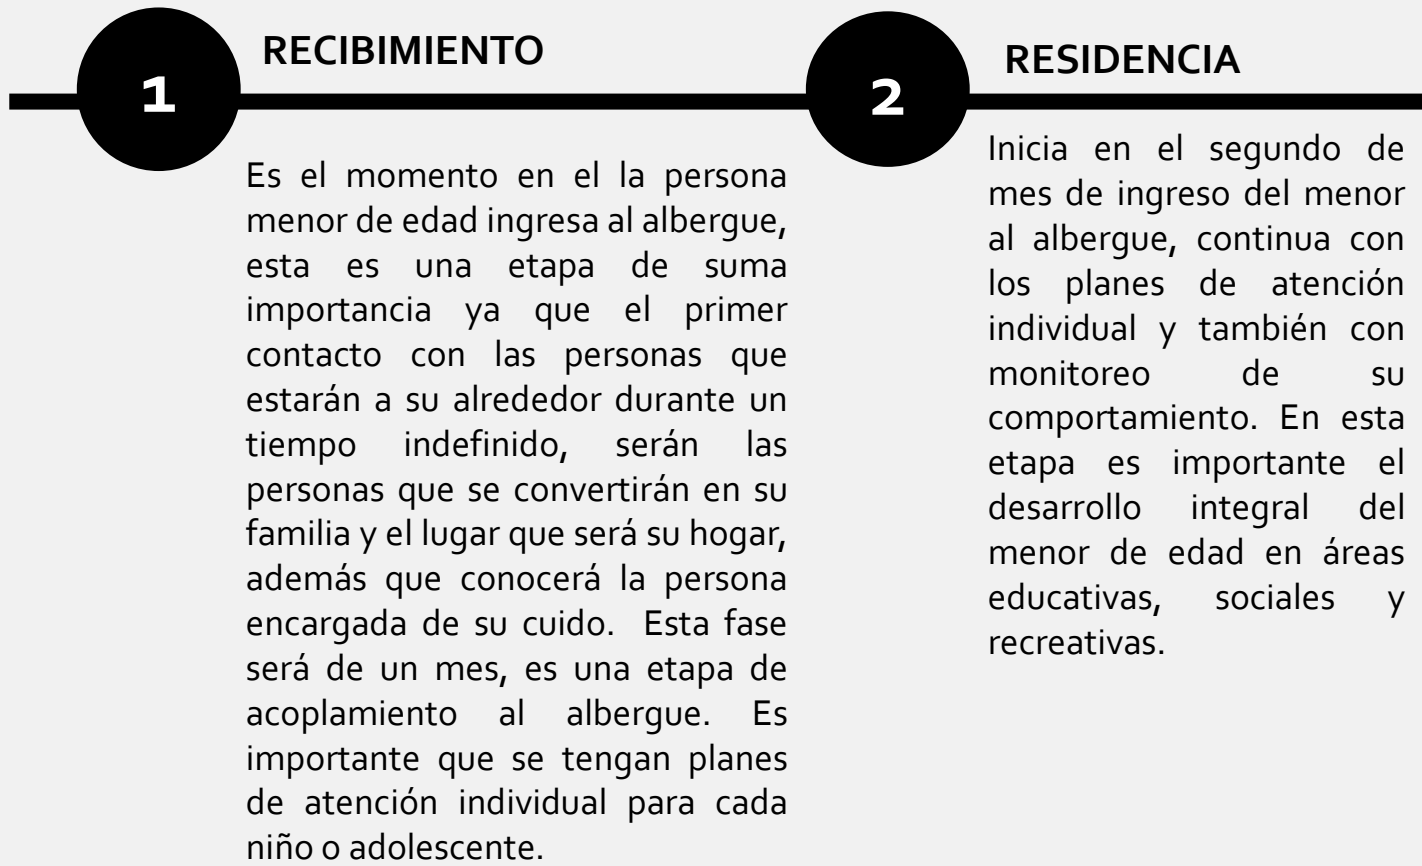 1
RECIBIMIENTO
Es el momento en el la persona
menor de edad ingresa al albergue,
esta es una etapa de suma
importancia ya que el primer
contacto con las personas que
estarán a su alrededor durante un
tiempo indefinido, serán las
personas que se convertirán en su
familia y el lugar que será su hogar,
además que conocerá la persona
encargada de su cuido. Esta fase
será de un mes, es una etapa de
acoplamiento al albergue. Es
importante que se tengan planes
de atención individual para cada
niño o adolescente.
2
RESIDENCIA
Inicia en el segundo de
mes de ingreso del menor
al albergue, continua con
los planes de atención
individual y también con
monitoreo de su
comportamiento. En esta
etapa es importante el
desarrollo integral del
menor de edad en áreas
educativas, sociales y
recreativas.